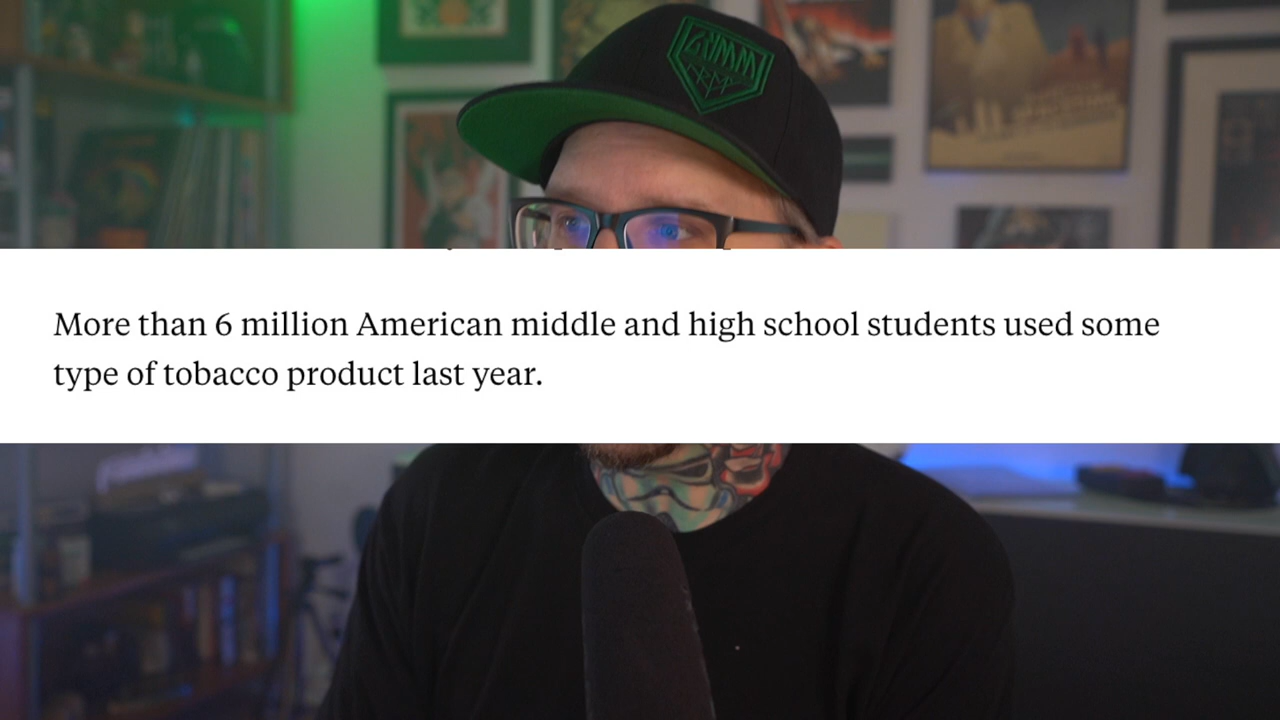 More than 6 million American middle and high school students used some
type of tobacco product last year.